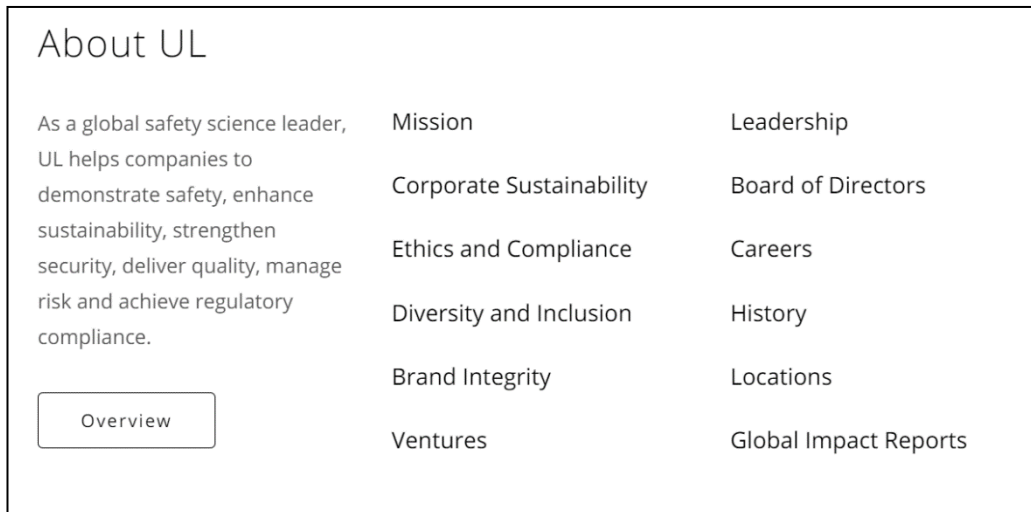 About UL
As a global safety science leader,
UL helps companies to
demonstrate safety, enhance
sustainability, strengthen
security, deliver quality, manage
risk and achieve regulatory
compliance.
Overview
Mission
Corporate Sustainability
Ethics and Compliance
Diversity and Inclusion
Brand Integrity
Ventures
Leadership
Board of Directors
Careers
History
Locations
Global Impact Reports